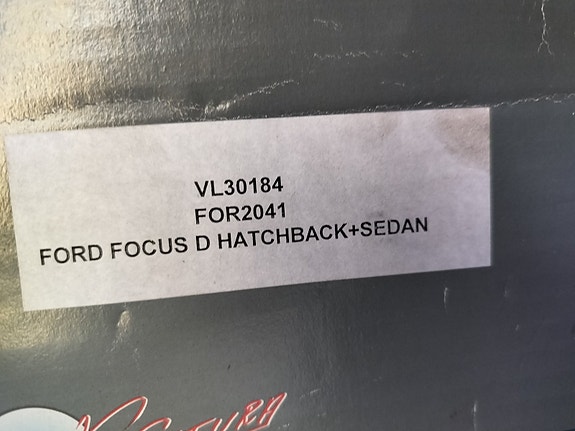 VL30184
FOR2041
FORD FOCUS D HATCHBACK+SEDAN